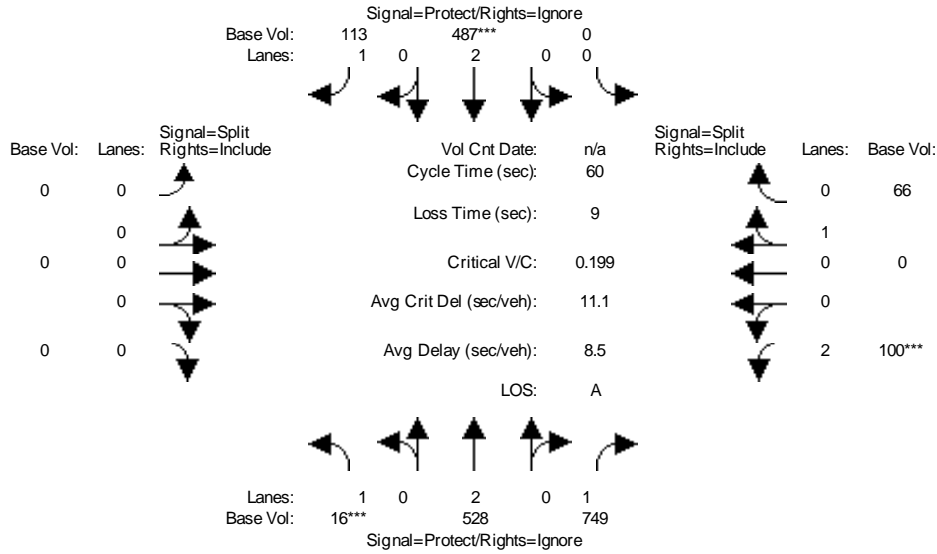 Signal=Protect/Rights=Ignore
Base Vol: 113 487*** 0
Lanes: 1 0 2 0 0
Signal=Split
Base Vol: Lanes: Rights=Include
Vol Cnt Date: n/a
Signal=Split
Rights=Include Lanes: Base Vol:
Cycle Time (sec): 60
0 0
0 66
Loss Time (sec): 9
0
1
0 0
Critical V/C: 0.199
0 0
0
Avg Crit Del (sec/veh): 11.1
0
0 0
Avg Delay (sec/veh): 8.5
2 100***
LOS: A
Lanes: 1 0 2 0 1
Base Vol: 16*** 528 749
Signal=Protect/Rights=Ignore